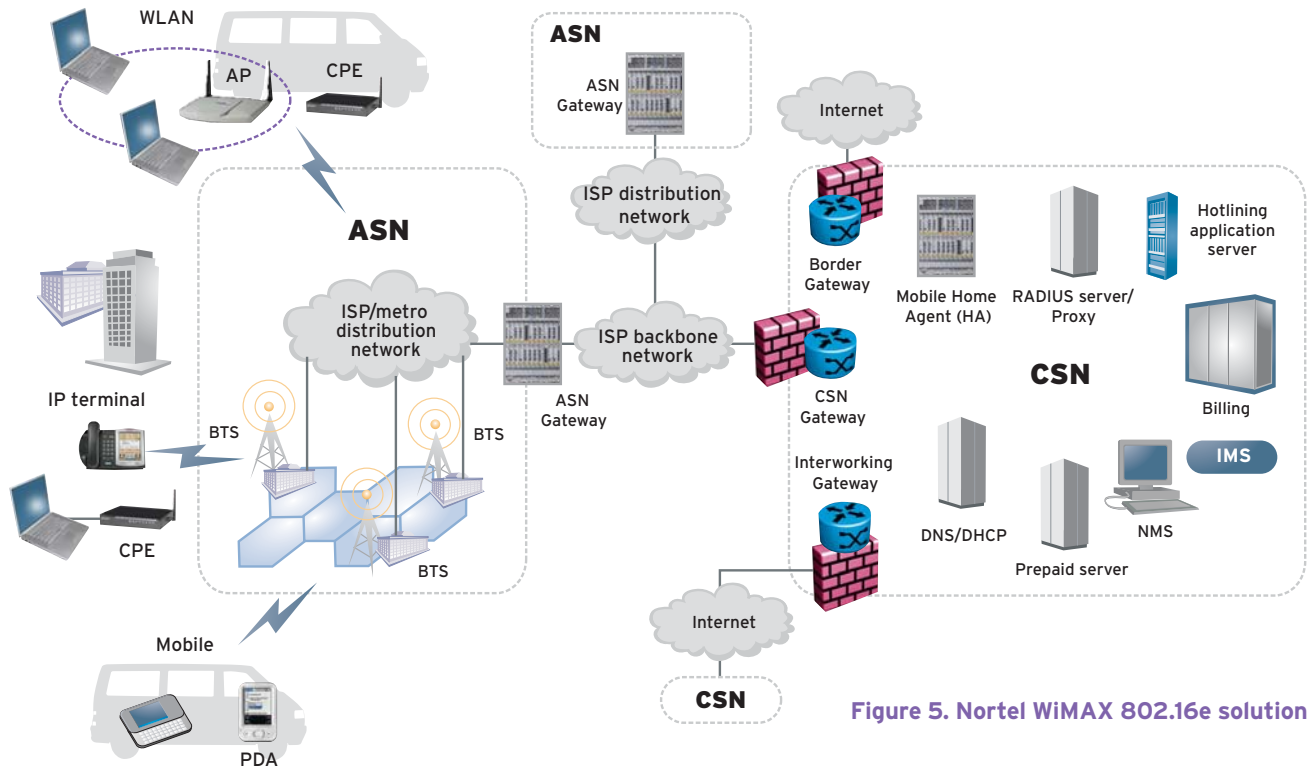 WLAN
AP
CPE
ASN
ASN
Gateway
Internet
ISP distribution
network
ASN
ISP/metro
distribution
network
ASN
Gateway
ISP backbone
network
Border
Gateway
CSN
Gateway
Mobile Home
Agent (HA)
RADIUS server/
Proxy
Hotlining
application
server
CSN
Billing
IMS
NMS
Prepaid server
DNS/DHCP
Interworking
Gateway
IP terminal
CPE
BTS
BTS
BTS
Mobile
PDA
Internet
CSN
Figure 5. Nortel WiMAX 802.16e solution